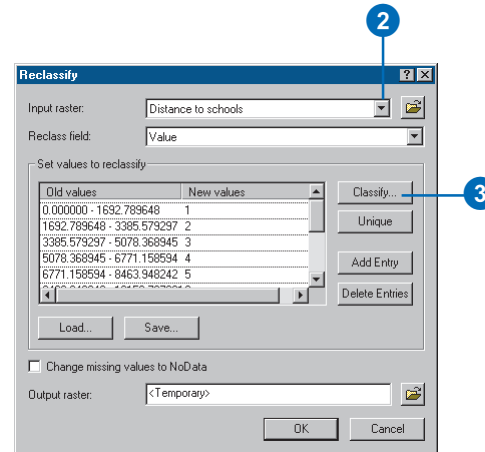 2
Reclassify
Input raster: Distance to schools
Reclass field: Value
Set values to reclassify
Old values New values
0.000000 - 1692.789648 1
1692.789648 - 3385.579297 2
3385.579297 - 5078.368945 3
5078.368945 - 6771.158594 4
6771.158594 - 8463.948242 5
Classify...
3
Unique
Add Entry
Delete Entries
Load... Save...
Change missing values to NoData
Output raster: <Temporary>
OK Cancel